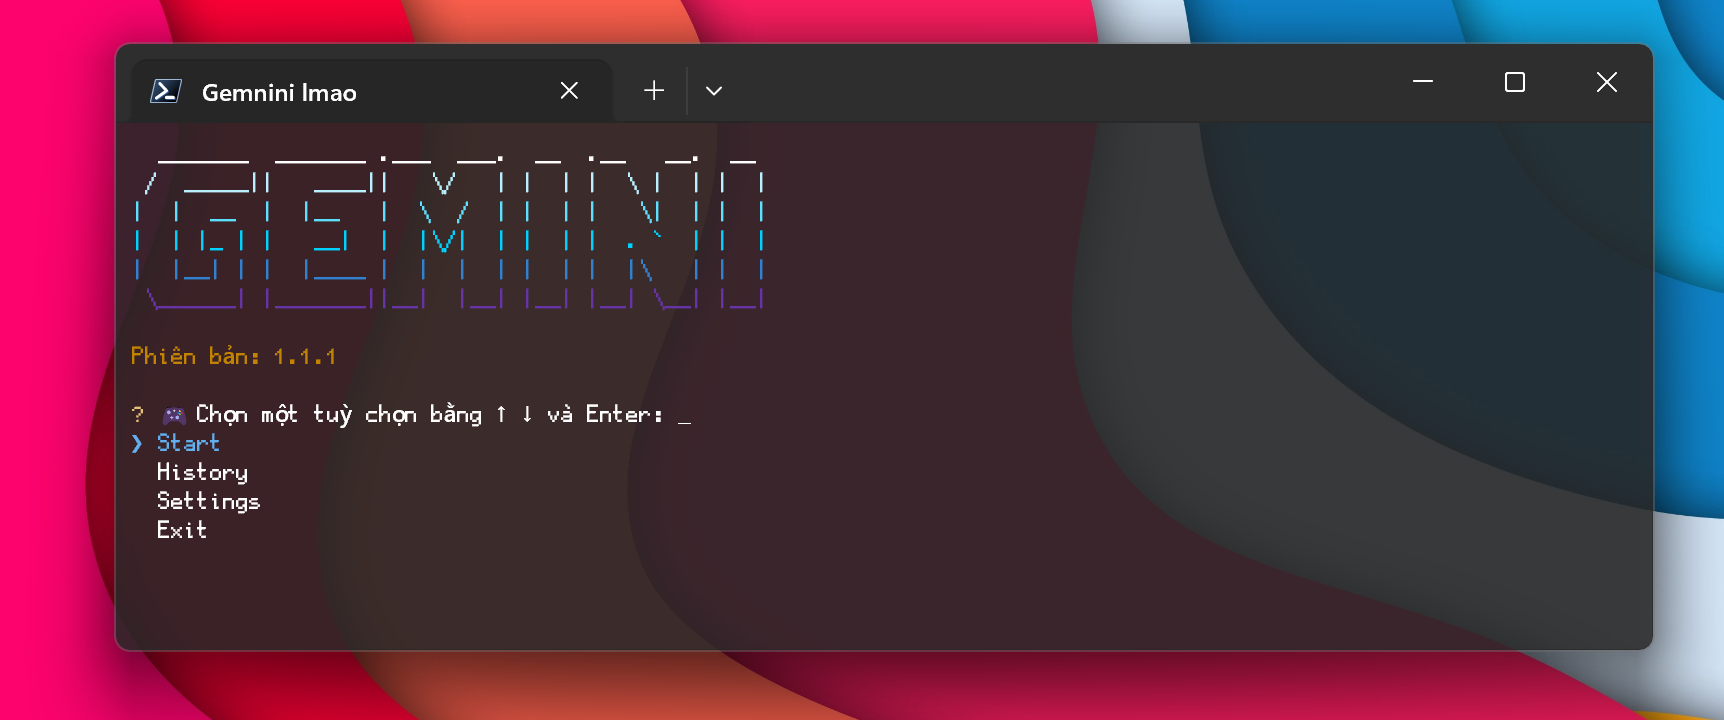 Gemnini lmao
GEMINI
Phiên bản: 1.1.1
? 🎮 Chọn một tuỳ chọn bằng ↑ ↓ và Enter: _
❯ Start
History
Settings
Exit